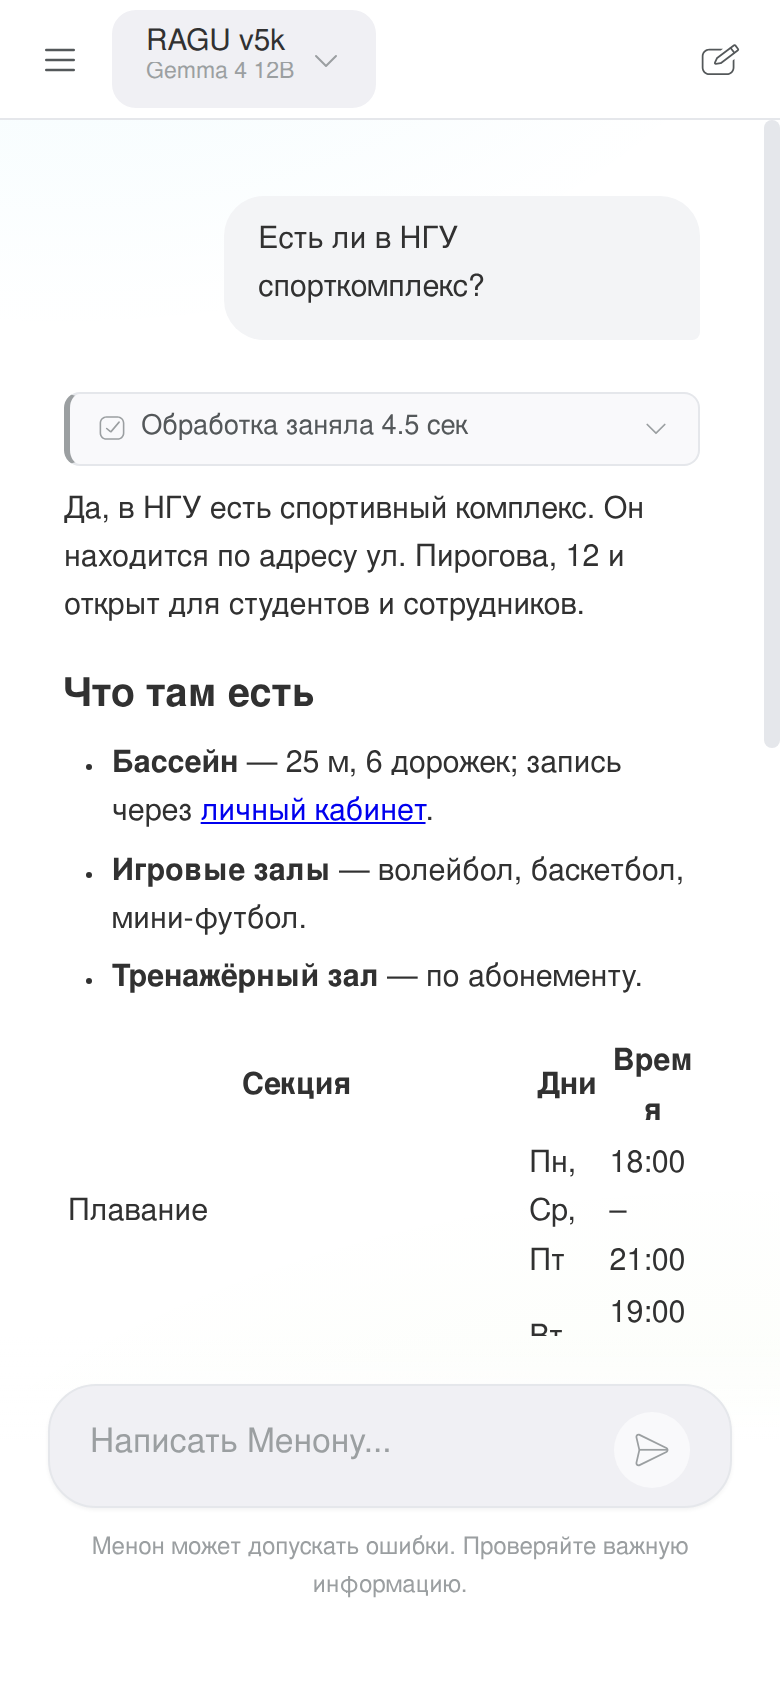 RAGU v5k
Gemma 4 12B
Есть ли в НГУ
спорткомплекс?
Обработка заняла 4.5 сек
Да, в НГУ есть спортивный комплекс. Он
находится по адресу ул. Пирогова, 12 и
открыт для студентов и сотрудников.
Что там есть
• Бассейн — 25 м, 6 дорожек; запись
через личный кабинет.
• Игровые залы — волейбол, баскетбол,
мини-футбол.
• Тренажёрный зал — по абонементу.
Секция Дни Врем
я
Пн, 18:00
Плавание Ср, –
Пт 21:00
19:00
Вт
Написать Менону...
Менон может допускать ошибки. Проверяйте важную
информацию.